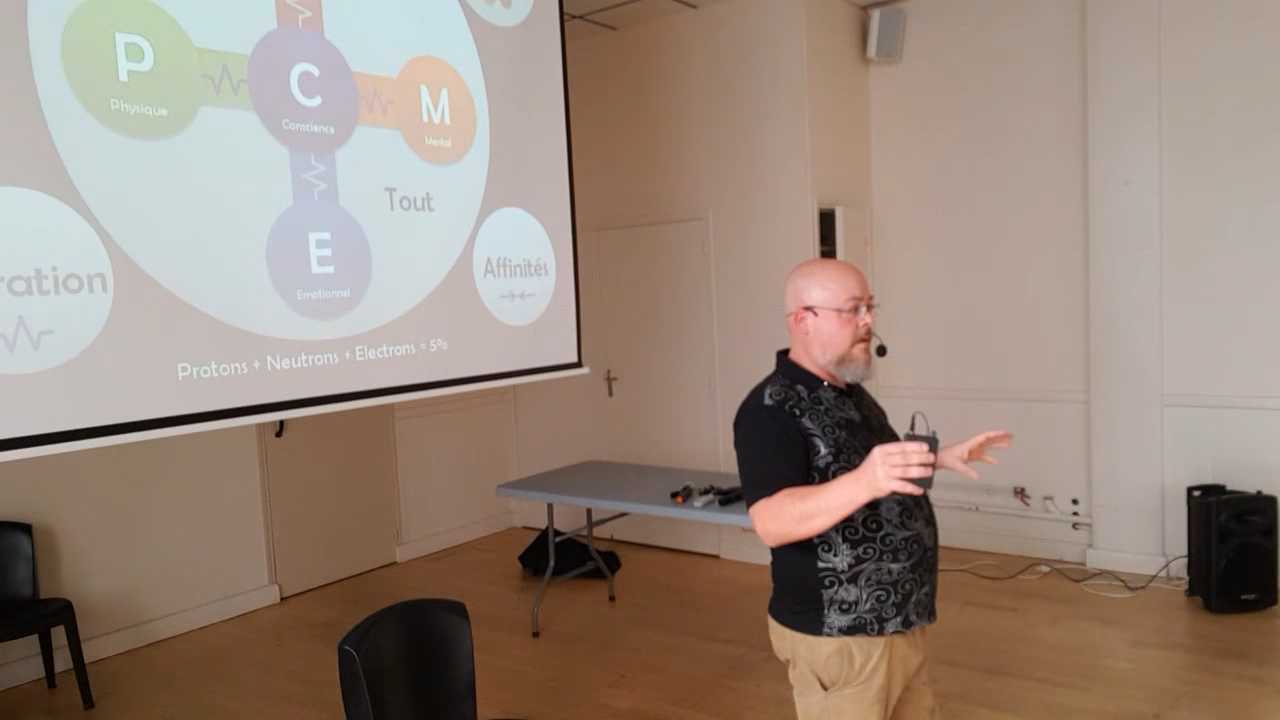 P
Physique
C
Conscience
M
Mental
Tout
E
Emotionnel
ration
Affinités
Protons + Neutrons + Electrons = 5%